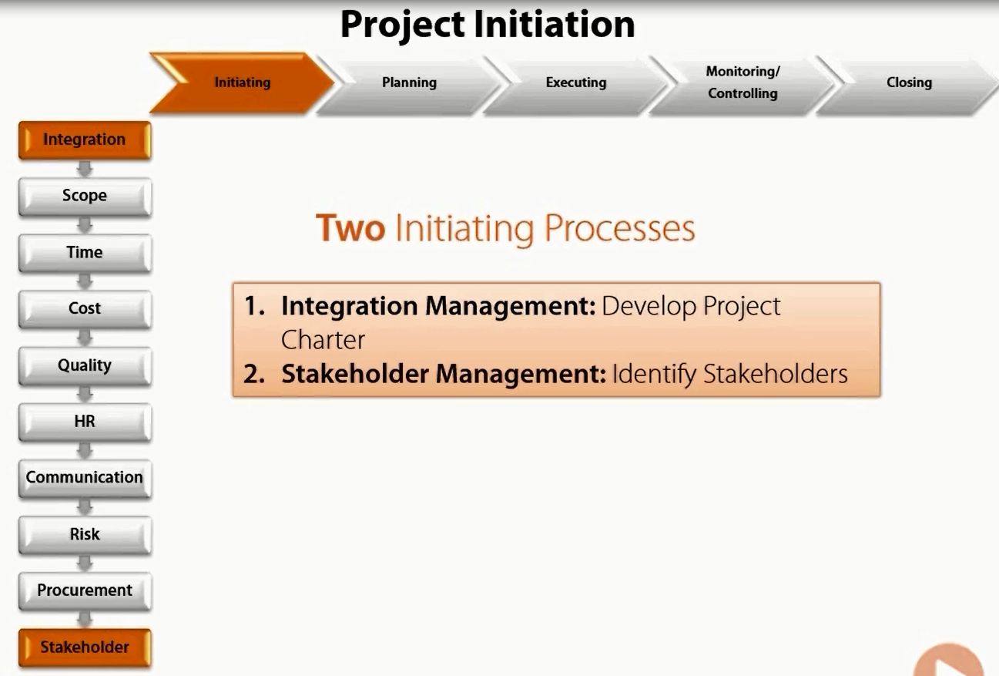 Project Initiation
Initiating
Planning
Executing
Monitoring/
Controlling
Closing
Integration
Scope
Time
Cost
Quality
HR
Communication
Risk
Procurement
Stakeholder
Two Initiating Processes
1. Integration Management: Develop Project
Charter
2. Stakeholder Management: Identify Stakeholders